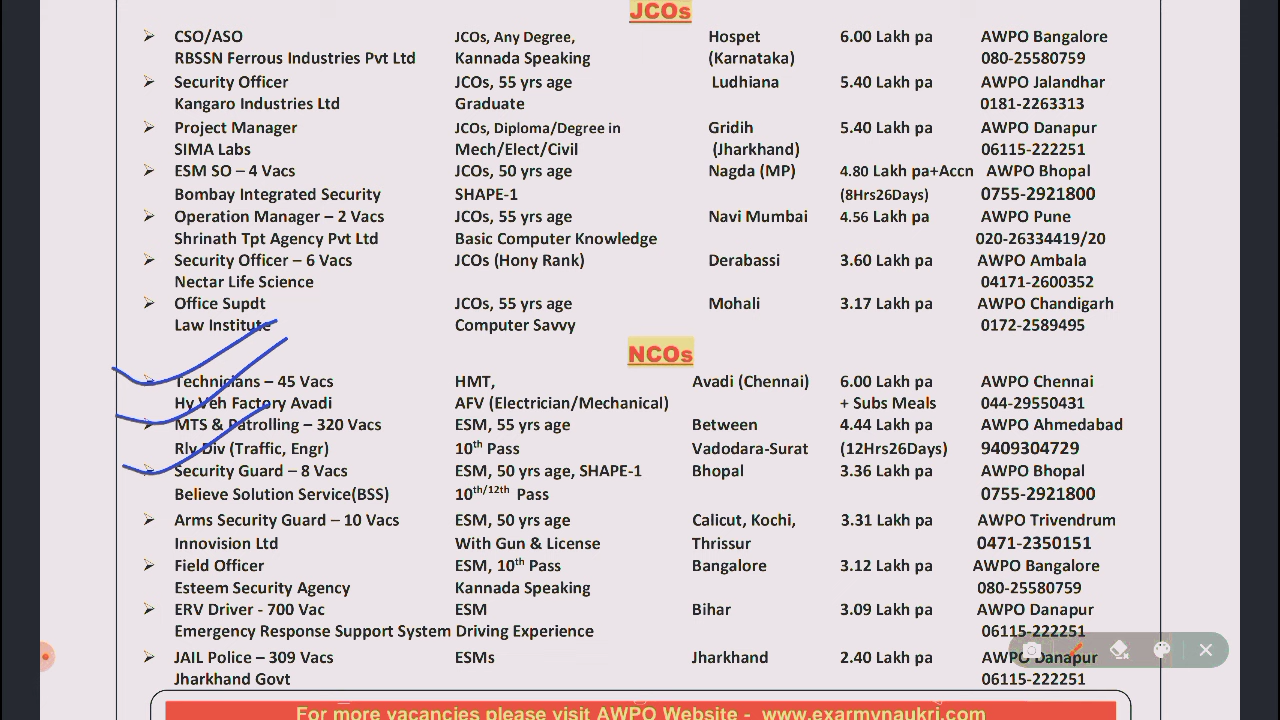 JCOs
CSO/ASO JCOs, Any Degree, Hospet 6.00 Lakh pa AWPO Bangalore
RBSSN Ferrous Industries Pvt Ltd Kannada Speaking (Karnataka) 080-25580759
Security Officer JCOs, 55 yrs age Ludhiana 5.40 Lakh pa AWPO Jalandhar
Kangaro Industries Ltd Graduate 0181-2263313
Project Manager JCOs, Diploma/Degree in Gridih 5.40 Lakh pa AWPO Danapur
SIMA Labs Mech/Elect/Civil (Jharkhand) 06115-222251
ESM SO – 4 Vacs JCOs, 50 yrs age Nagda (MP) 4.80 Lakh pa+Accn AWPO Bhopal
Bombay Integrated Security SHAPE-1 (8Hrs26Days) 0755-2921800
Operation Manager – 2 Vacs JCOs, 55 yrs age Navi Mumbai 4.56 Lakh pa AWPO Pune
Shrinath Tpt Agency Pvt Ltd Basic Computer Knowledge 020-26334419/20
Security Officer – 6 Vacs JCOs (Hony Rank) Derabassi 3.60 Lakh pa AWPO Ambala
Nectar Life Science 04171-2600352
Office Supdt JCOs, 55 yrs age Mohali 3.17 Lakh pa AWPO Chandigarh
Law Institute Computer Savvy 0172-2589495
NCOs
Technicians – 45 Vacs HMT, Avadi (Chennai) 6.00 Lakh pa AWPO Chennai
Hy Veh Factory Avadi AFV (Electrician/Mechanical) + Subs Meals 044-29550431
MTS & Patrolling – 320 Vacs ESM, 55 yrs age Between 4.44 Lakh pa AWPO Ahmedabad
Rly Div (Traffic, Engr) 10th Pass Vadodara-Surat (12Hrs26Days) 9409304729
Security Guard – 8 Vacs ESM, 50 yrs age, SHAPE-1 Bhopal 3.36 Lakh pa AWPO Bhopal
Believe Solution Service(BSS) 10th/12th Pass 0755-2921800
Arms Security Guard – 10 Vacs ESM, 50 yrs age Calicut, Kochi, 3.31 Lakh pa AWPO Trivendrum
Innovision Ltd With Gun & License Thrissur 0471-2350151
Field Officer ESM, 10th Pass Bangalore 3.12 Lakh pa AWPO Bangalore
Esteem Security Agency Kannada Speaking 080-25580759
ERV Driver - 700 Vac ESM Bihar 3.09 Lakh pa AWPO Danapur
Emergency Response Support System Driving Experience 06115-222251
JAIL Police – 309 Vacs ESMs Jharkhand 2.40 Lakh pa AWPO Danapur
Jharkhand Govt 06115-222251
For more vacancies please visit AWPO Website - www.exarmynaukri.com